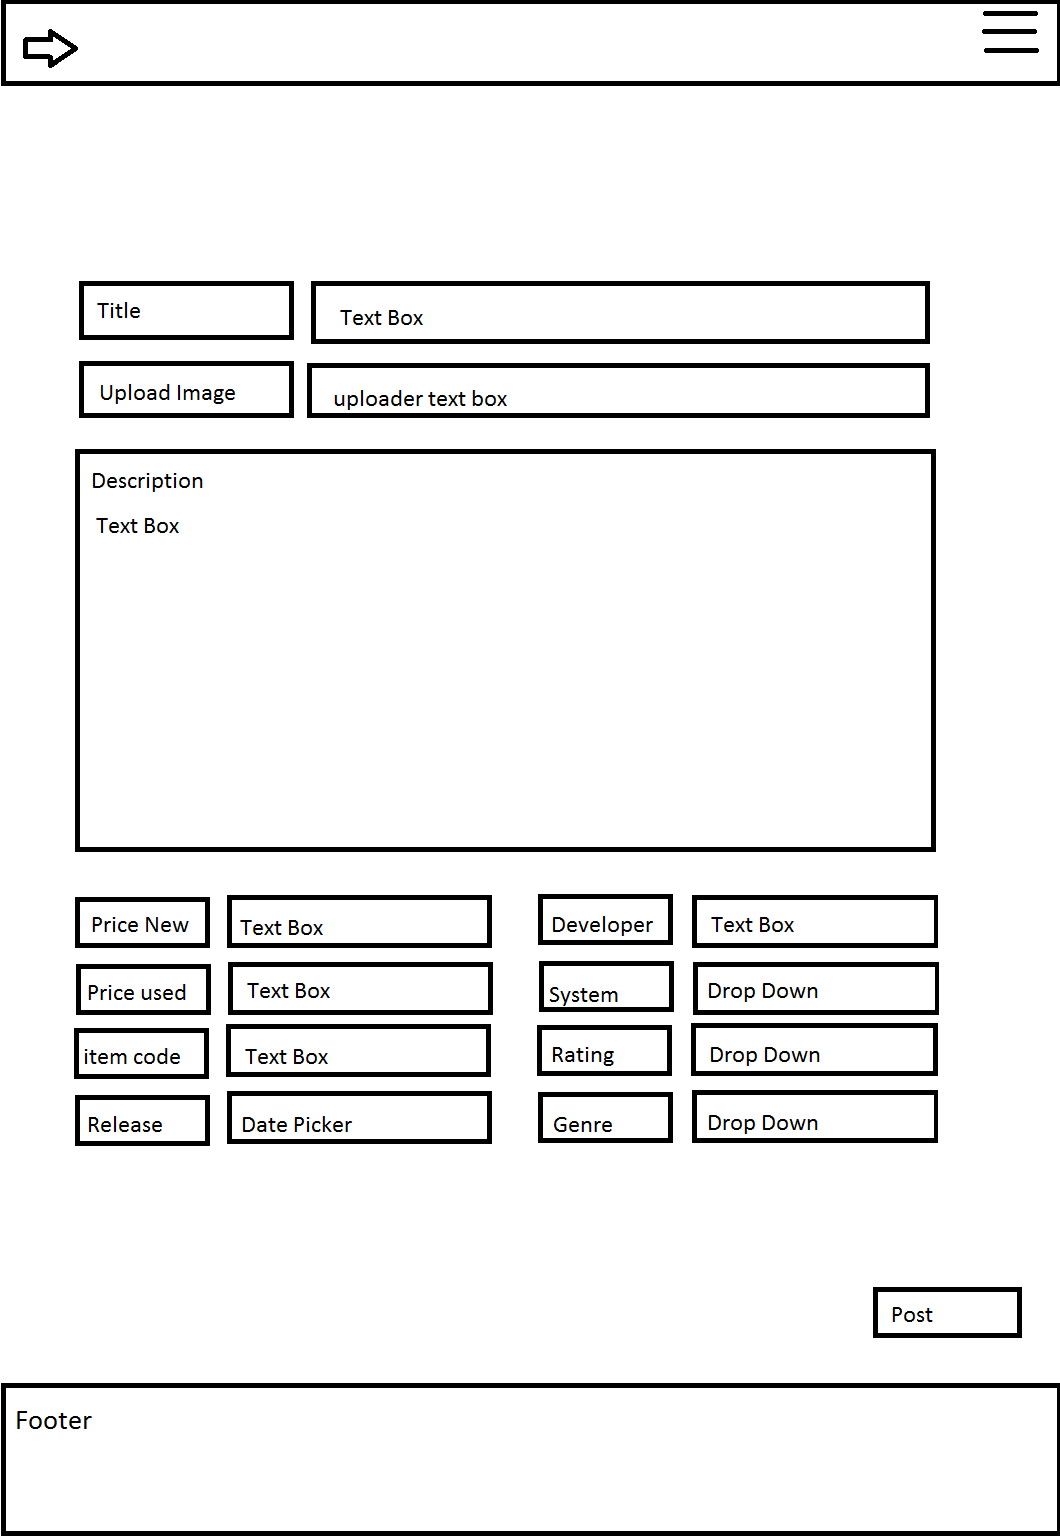 Title
Text Box
Upload Image
uploader text box
Description
Text Box
Price New
Text Box
Developer
Text Box
Price used
Text Box
System
Drop Down
item code
Text Box
Rating
Drop Down
Release
Date Picker
Genre
Drop Down
Post
Footer